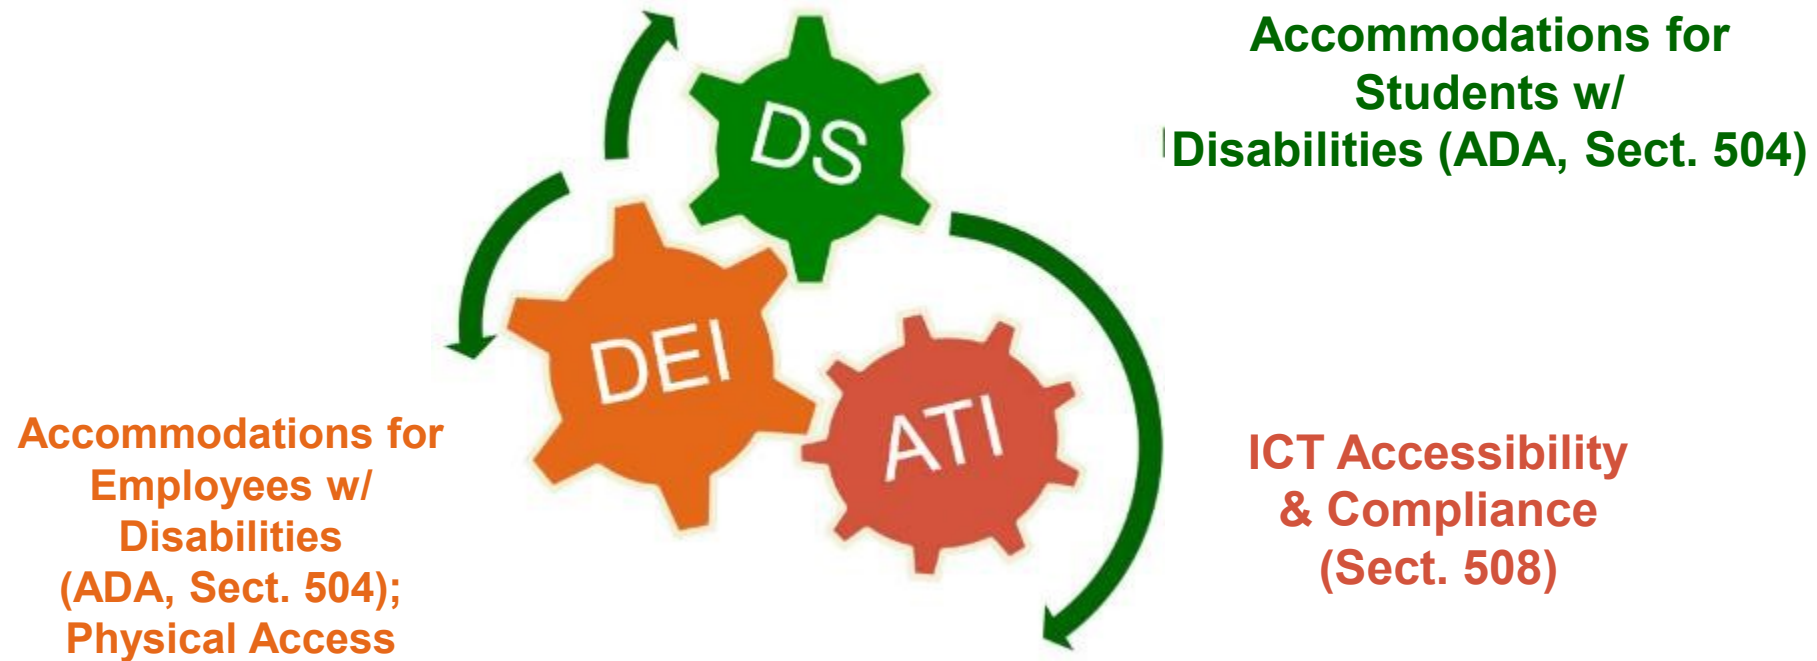 Accommodations for
Students w/
Disabilities (ADA, Sect. 504)
DS
DEI
ATI
Accommodations for
Employees w/
Disabilities
(ADA, Sect. 504);
Physical Access
ICT Accessibility
& Compliance
(Sect. 508)